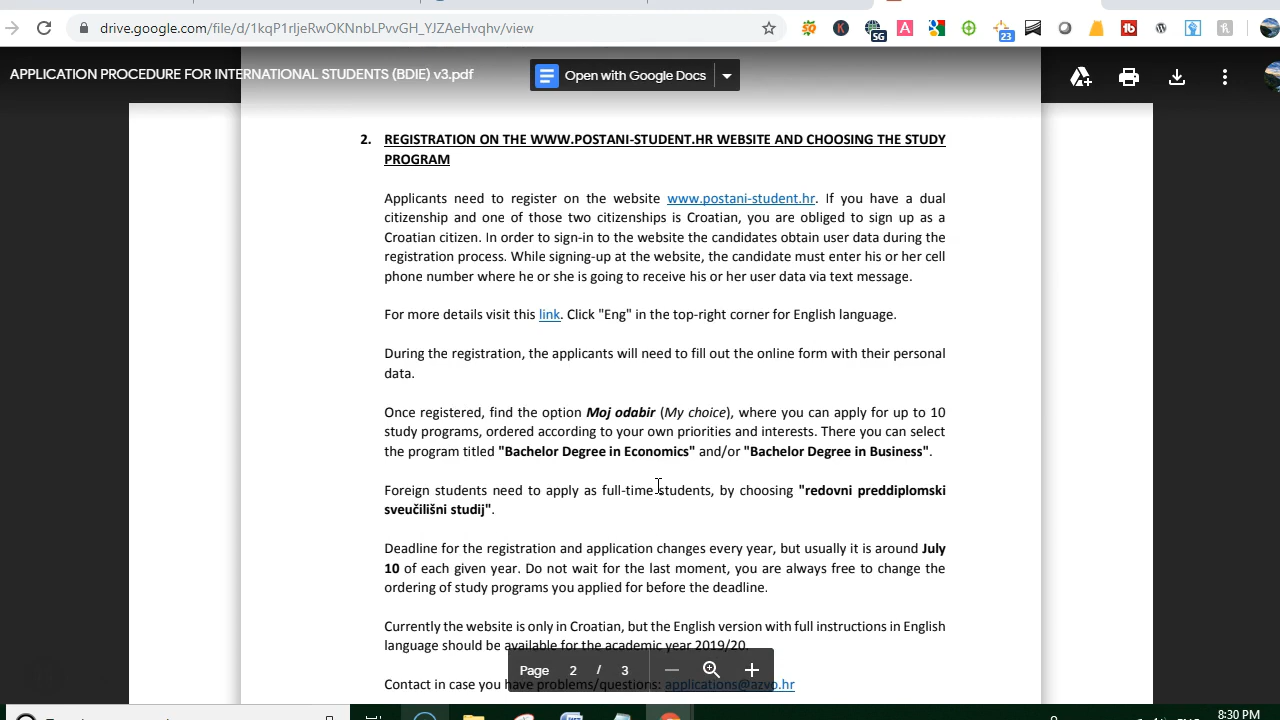 drive.google.com/file/d/1kqP1rIjaRwOKNnbLPvvGH_YJZAeHvqhv/view
SG
23
APPLICATION PROCEDURE FOR INTERNATIONAL STUDENTS (BDIE) v3.pdf
Open with Google Docs
2. REGISTRATION ON THE WWW.POSTANI-STUDENT.HR WEBSITE AND CHOOSING THE STUDY
PROGRAM
Applicants need to register on the website www.postani-student.hr. If you have a dual
citizenship and one of those two citizenships is Croatian, you are obliged to sign up as a
Croatian citizen. In order to sign-in to the website the candidates obtain user data during the
registration process. While signing-up at the website, the candidate must enter his or her cell
phone number where he or she is going to receive his or her user data via text message.
For more details visit this link. Click "Eng" in the top-right corner for English language.
During the registration, the applicants will need to fill out the online form with their personal
data.
Once registered, find the option Moj odabir (My choice), where you can apply for up to 10
study programs, ordered according to your own priorities and interests. There you can select
the program titled "Bachelor Degree in Economics" and/or "Bachelor Degree in Business".
Foreign students need to apply as full-time students, by choosing "redovni preddiplomski
sveučilišni studij".
Deadline for the registration and application changes every year, but usually it is around July
10 of each given year. Do not wait for the last moment, you are always free to change the
ordering of study programs you applied for before the deadline.
Currently the website is only in Croatian, but the English version with full instructions in English
language should be available for the academic year 2019/20.
Page 2 / 3
Contact in case you have problems/questions: applications@azvo.hr
8:30 PM